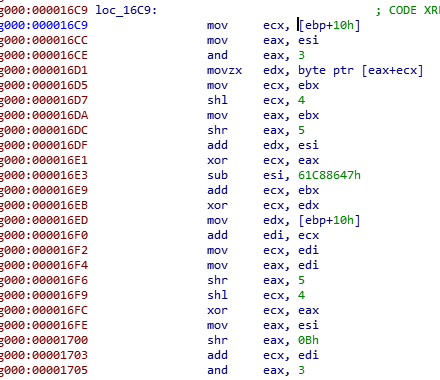 g000:000016C9 loc_16C9: ; CODE XRE
g000:000016C9 mov ecx, [ebp+10h]
g000:000016CC mov eax, esi
g000:000016CE and eax, 3
g000:000016D1 movzx edx, byte ptr [eax+ecx]
g000:000016D5 mov ecx, ebx
g000:000016D7 shl ecx, 4
g000:000016DA mov eax, ebx
g000:000016DC shr eax, 5
g000:000016DF add edx, esi
g000:000016E1 xor ecx, eax
g000:000016E3 sub esi, 61C88647h
g000:000016E9 add ecx, ebx
g000:000016EB xor ecx, edx
g000:000016ED mov edx, [ebp+10h]
g000:000016F0 add edi, ecx
g000:000016F2 mov ecx, edi
g000:000016F4 mov eax, edi
g000:000016F6 shr eax, 5
g000:000016F9 shl ecx, 4
g000:000016FC xor ecx, eax
g000:000016FE mov eax, esi
g000:00001700 shr eax, 0Bh
g000:00001703 add ecx, edi
g000:00001705 and eax, 3